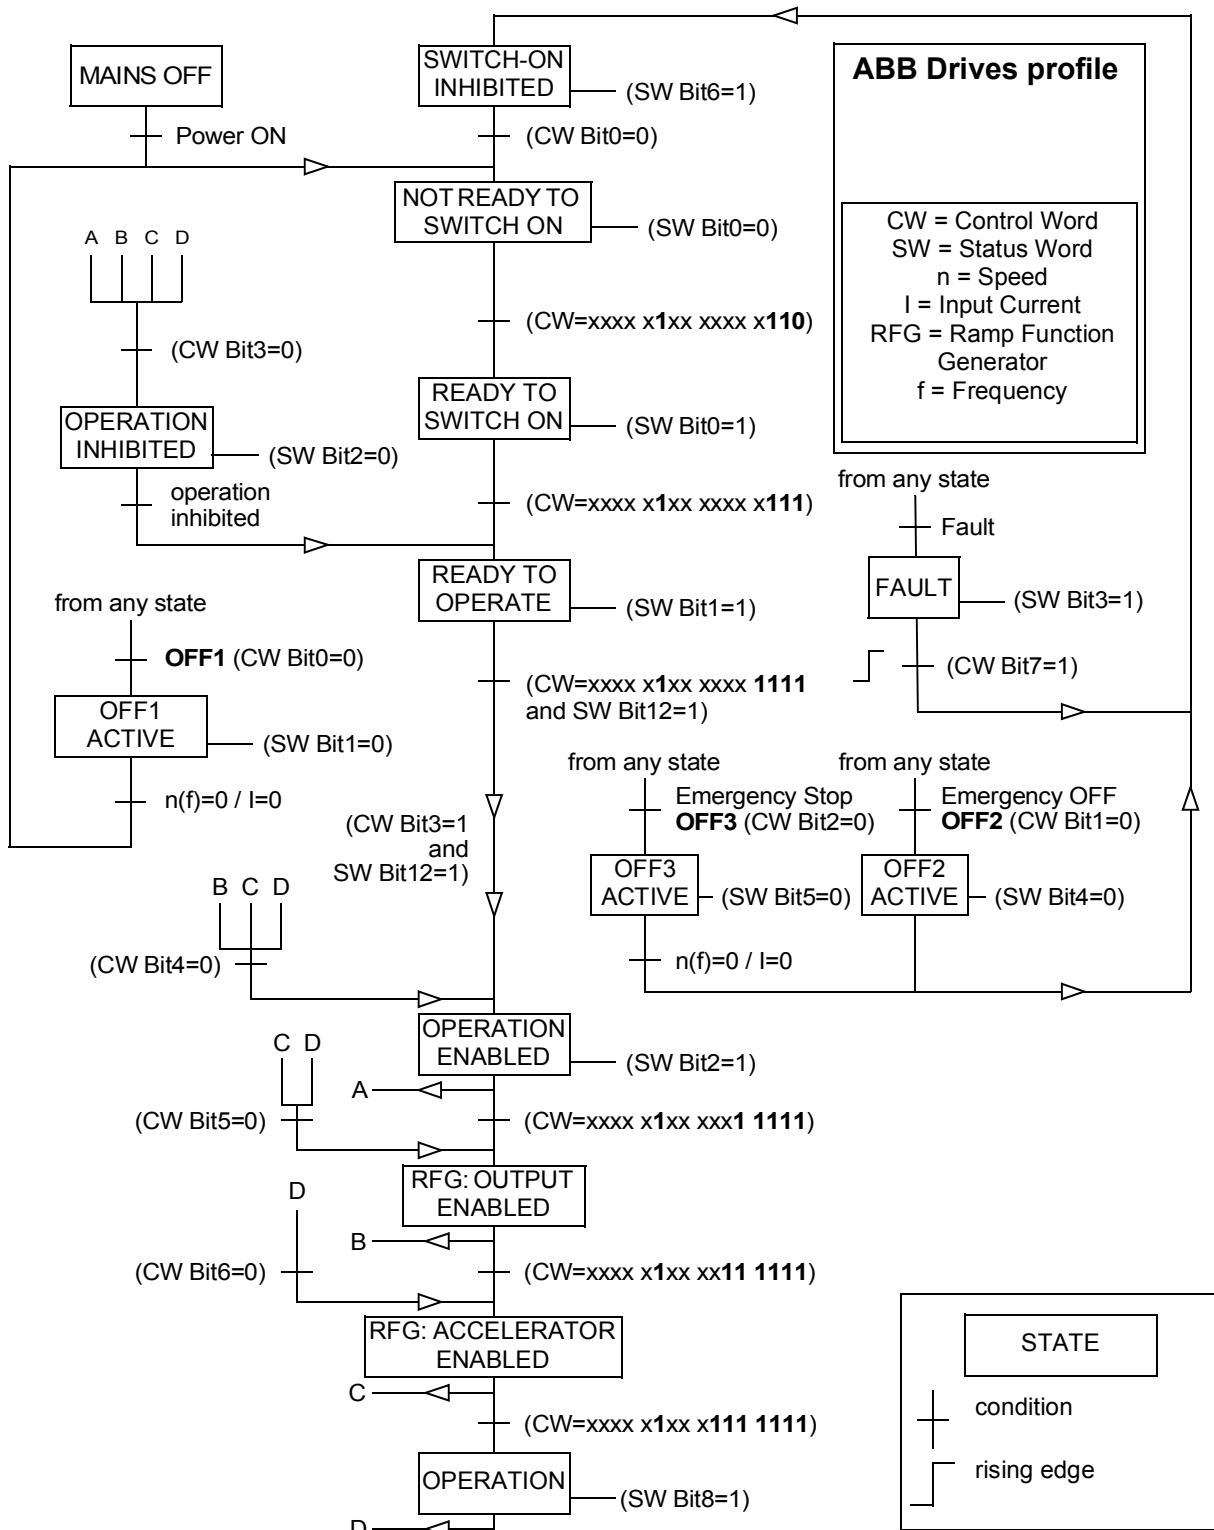 SWITCH-ON
INHIBITED
(SW Bit6=1)
MAINS OFF
Power ON
(CW Bit0=0)
ABB Drives profile
CW = Control Word
SW = Status Word
n = Speed
I = Input Current
RFG = Ramp Function
Generator
f = Frequency
NOT READY TO
SWITCH ON
(SW Bit0=0)
A B C D
(CW Bit3=0)
(CW=xxxx x1xx xxxx x110)
READY TO
SWITCH ON
(SW Bit0=1)
OPERATION
INHIBITED
(SW Bit2=0)
operation
inhibited
(CW=xxxx x1xx xxxx x111)
from any state
Fault
FAULT
(SW Bit3=1)
(CW Bit7=1)
READY TO
OPERATE
(SW Bit1=1)
from any state
OFF1 (CW Bit0=0)
(CW=xxxx x1xx xxxx 1111
and SW Bit12=1)
OFF1
ACTIVE
(SW Bit1=0)
n(f)=0 / I=0
(CW Bit3=1
and
SW Bit12=1)
from any state
Emergency Stop
OFF3 (CW Bit2=0)
OFF3
ACTIVE
(SW Bit5=0)
n(f)=0 / I=0
from any state
Emergency OFF
OFF2 (CW Bit1=0)
OFF2
ACTIVE
(SW Bit4=0)
B C D
(CW Bit4=0)
OPERATION
ENABLED
(SW Bit2=1)
C D
A
(CW Bit5=0)
(CW=xxxx x1xx xxx1 1111)
RFG: OUTPUT
ENABLED
D
B
(CW Bit6=0)
(CW=xxxx x1xx xx11 1111)
RFG: ACCELERATOR
ENABLED
C
(CW=xxxx x1xx x111 1111)
OPERATION
(SW Bit8=1)
D
STATE
condition
rising edge